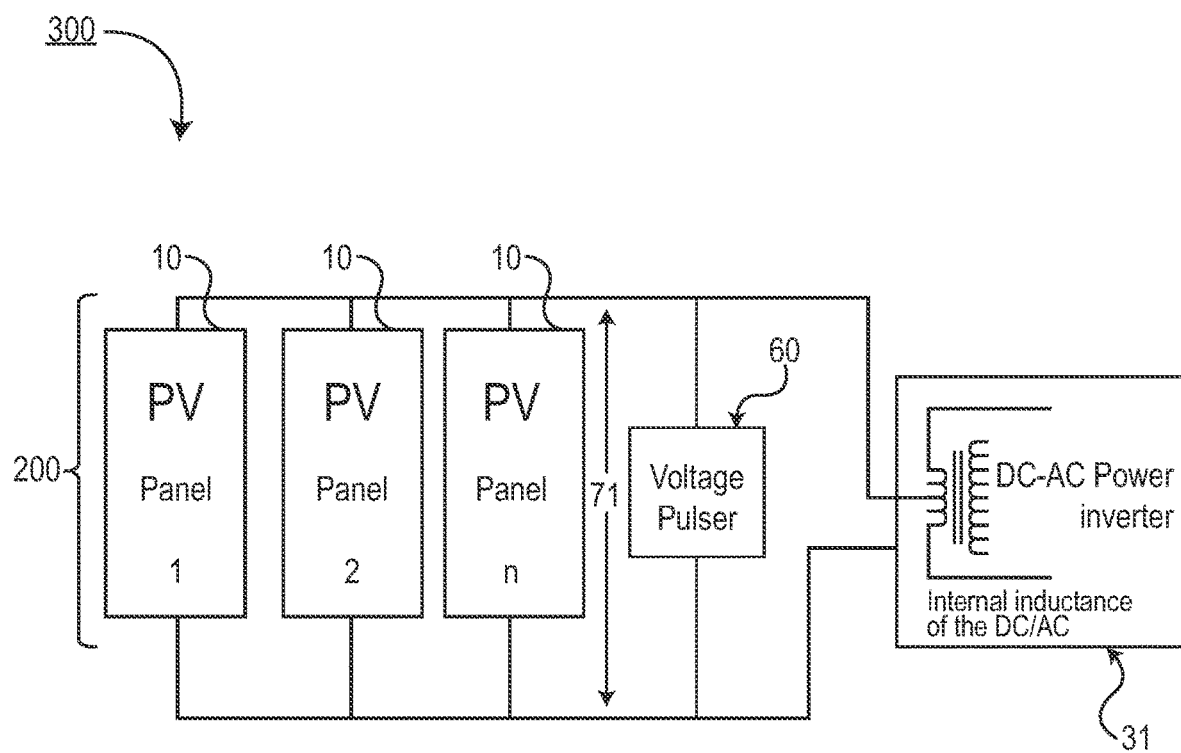 300
10
10
10
200
PV
Panel
1
PV
Panel
2
PV
Panel
n
71
60
Voltage
Pulser
DC-AC Power
inverter
Internal inductance
of the DC/AC
31